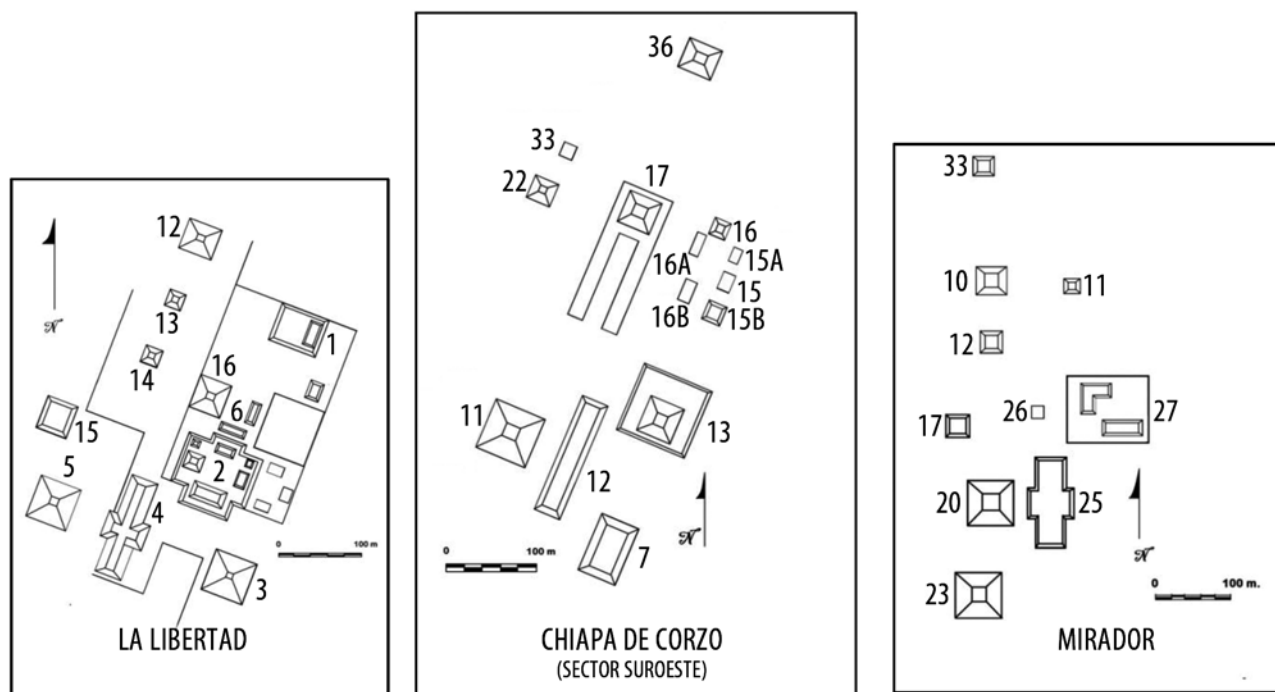 12
13
14
1
16
6
15
5
2
4
3
N
100 m
0
LA LIBERTAD
36
33
22
17
16
16A
15A
15
16B
15B
11
13
12
7
N
0
100 m
CHIAPA DE CORZO
(SECTOR SUROESTE)
33
10
11
12
26
27
17
20
25
23
N
0
100 m.
MIRADOR